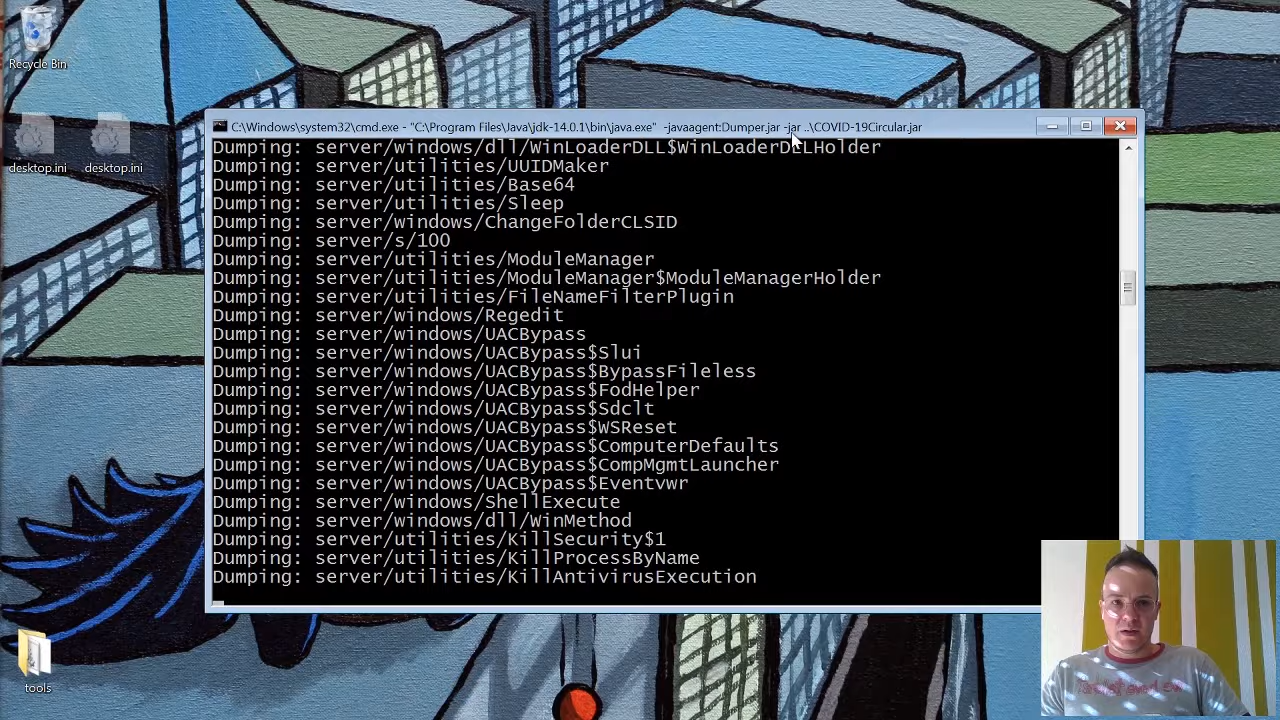 Recycle Bin
desktop.ini
desktop.ini
C:\Windows\system32\cmd.exe - "C:\Program Files\Java\jdk-14.0.1\bin\java.exe" -javaagent:Dumper.jar -jar ..\COVID-19Circular.jar
Dumping: server/windows/dll/WinLoaderDLL$WinLoaderDLLHolder
Dumping: server/utilities/UUIDMaker
Dumping: server/utilities/Base64
Dumping: server/utilities/Sleep
Dumping: server/windows/ChangeFolderCLSID
Dumping: server/s/100
Dumping: server/utilities/ModuleManager
Dumping: server/utilities/ModuleManager$ModuleManagerHolder
Dumping: server/utilities/FileNameFilterPlugin
Dumping: server/windows/Regedit
Dumping: server/windows/UACBypass
Dumping: server/windows/UACBypass$Slui
Dumping: server/windows/UACBypass$BypassFileless
Dumping: server/windows/UACBypass$FodHelper
Dumping: server/windows/UACBypass$Sdclt
Dumping: server/windows/UACBypass$WSReset
Dumping: server/windows/UACBypass$ComputerDefaults
Dumping: server/windows/UACBypass$CompMgmtLauncher
Dumping: server/windows/UACBypass$Eventvwr
Dumping: server/windows/ShellExecute
Dumping: server/windows/dll/WinMethod
Dumping: server/utilities/KillSecurity$1
Dumping: server/utilities/KillProcessByName
Dumping: server/utilities/KillAntivirusExecution
tools